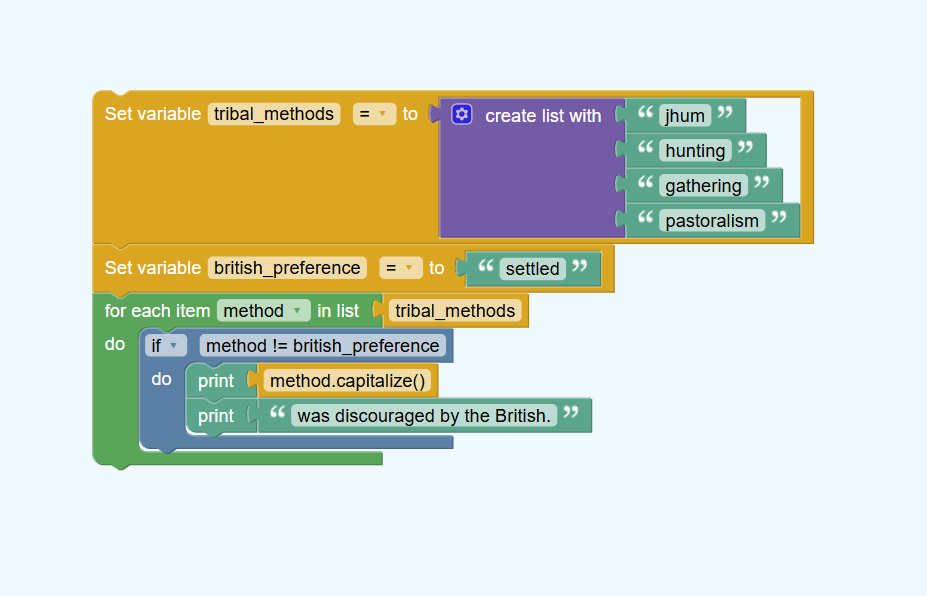 Set variable tribal_methods = to create list with “ jhum ”
“ hunting ”
“ gathering ”
“ pastoralism ”
Set variable british_preference = to “ settled ”
for each item method in list tribal_methods
do if method != british_preference
do print method.capitalize()
print “ was discouraged by the British. ”